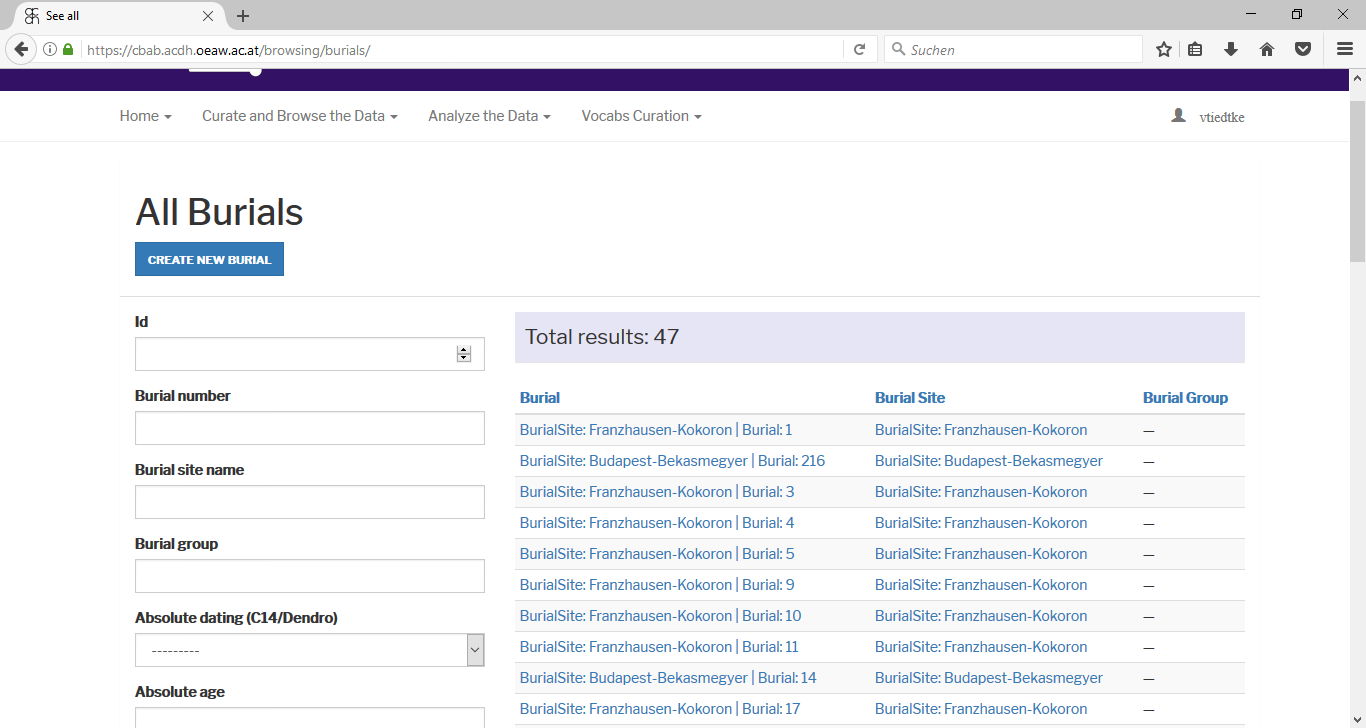 See all
https://cbab.acdh.oeaw.ac.at/browsing/burials/
Suchen
Home
Curate and Browse the Data
Analyze the Data
Vocabs Curation
vtiedtke
All Burials
CREATE NEW BURIAL
Id
Burial number
Burial site name
Burial group
Absolute dating (C14/Dendro)
---------
Absolute age
Total results: 47
Burial Burial Site Burial Group
BurialSite: Franzhausen-Kokoron | Burial: 1 BurialSite: Franzhausen-Kokoron —
BurialSite: Budapest-Bekasmegyer | Burial: 216 BurialSite: Budapest-Bekasmegyer —
BurialSite: Franzhausen-Kokoron | Burial: 3 BurialSite: Franzhausen-Kokoron —
BurialSite: Franzhausen-Kokoron | Burial: 4 BurialSite: Franzhausen-Kokoron —
BurialSite: Franzhausen-Kokoron | Burial: 5 BurialSite: Franzhausen-Kokoron —
BurialSite: Franzhausen-Kokoron | Burial: 9 BurialSite: Franzhausen-Kokoron —
BurialSite: Franzhausen-Kokoron | Burial: 10 BurialSite: Franzhausen-Kokoron —
BurialSite: Franzhausen-Kokoron | Burial: 11 BurialSite: Franzhausen-Kokoron —
BurialSite: Budapest-Bekasmegyer | Burial: 14 BurialSite: Budapest-Bekasmegyer —
BurialSite: Franzhausen-Kokoron | Burial: 17 BurialSite: Franzhausen-Kokoron —